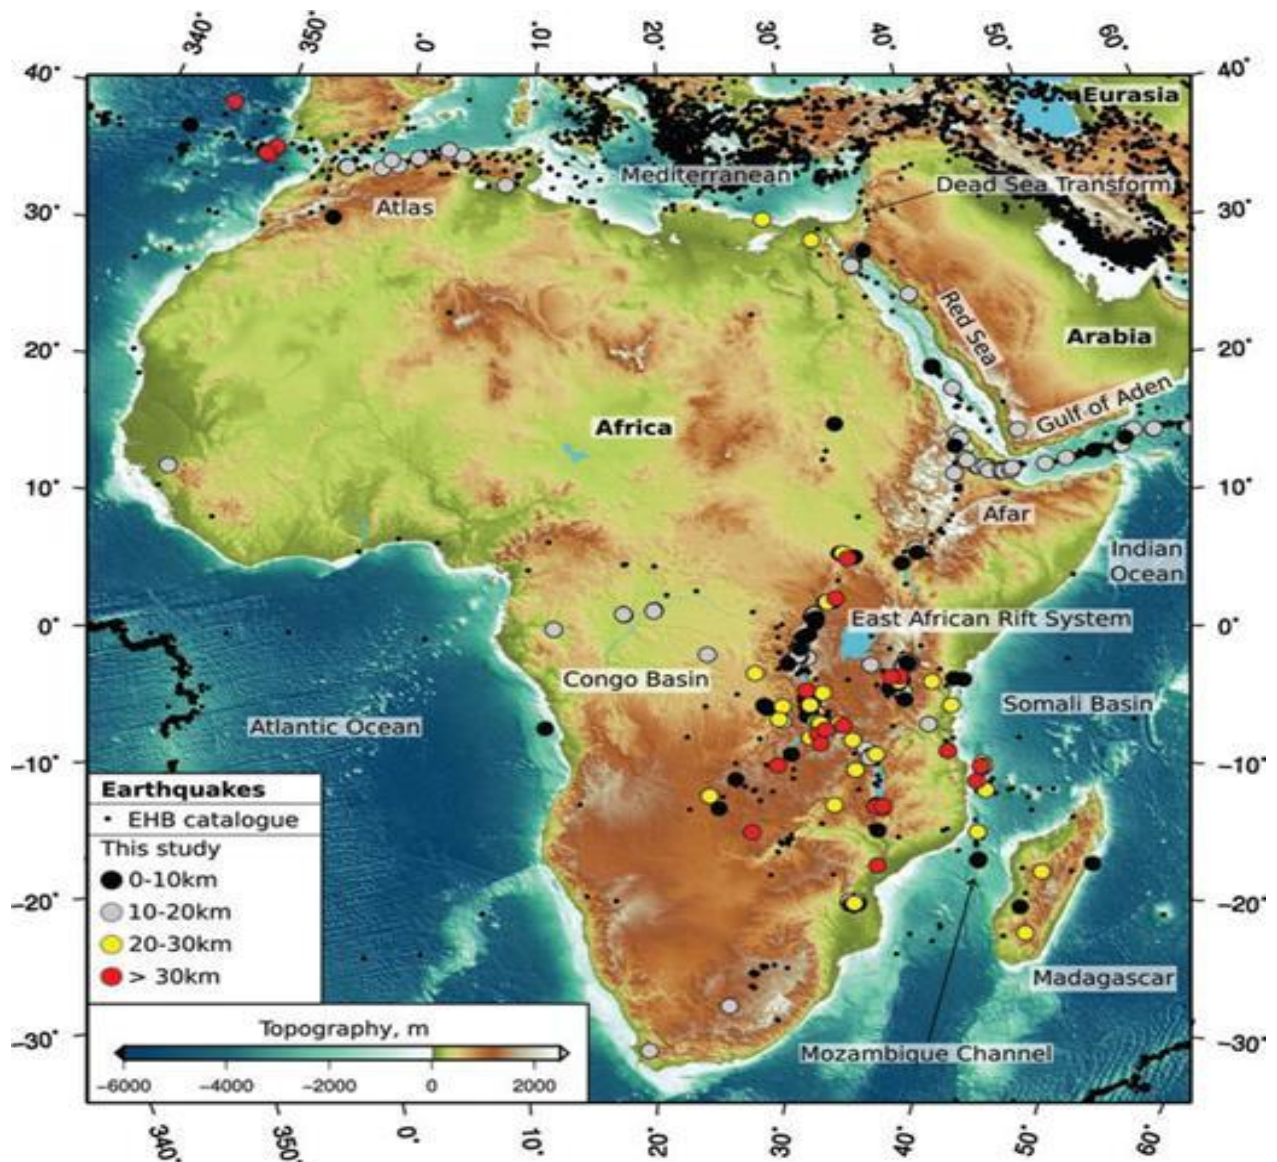 340° 350° 0° 10° 20° 30° 40° 50° 60°
40° 40°
Eurasia
Mediterranean
Dead Sea Transform
Atlas
30° 30°
Red Sea
Arabia
20° 20°
Gulf of Aden
Africa
10° 10°
Afar
Indian
Ocean
East African Rift System
0° 0°
Congo Basin
Somali Basin
Atlantic Ocean
−10° −10°
Earthquakes
EHB catalogue
This study
0-10km
10-20km
20-30km
> 30km
−20° −20°
Madagascar
Topography, m
−6000 −4000 −2000 0 2000
Mozambique Channel
−30° −30°
340° 350° 0° 10° 20° 30° 40° 50° 60°